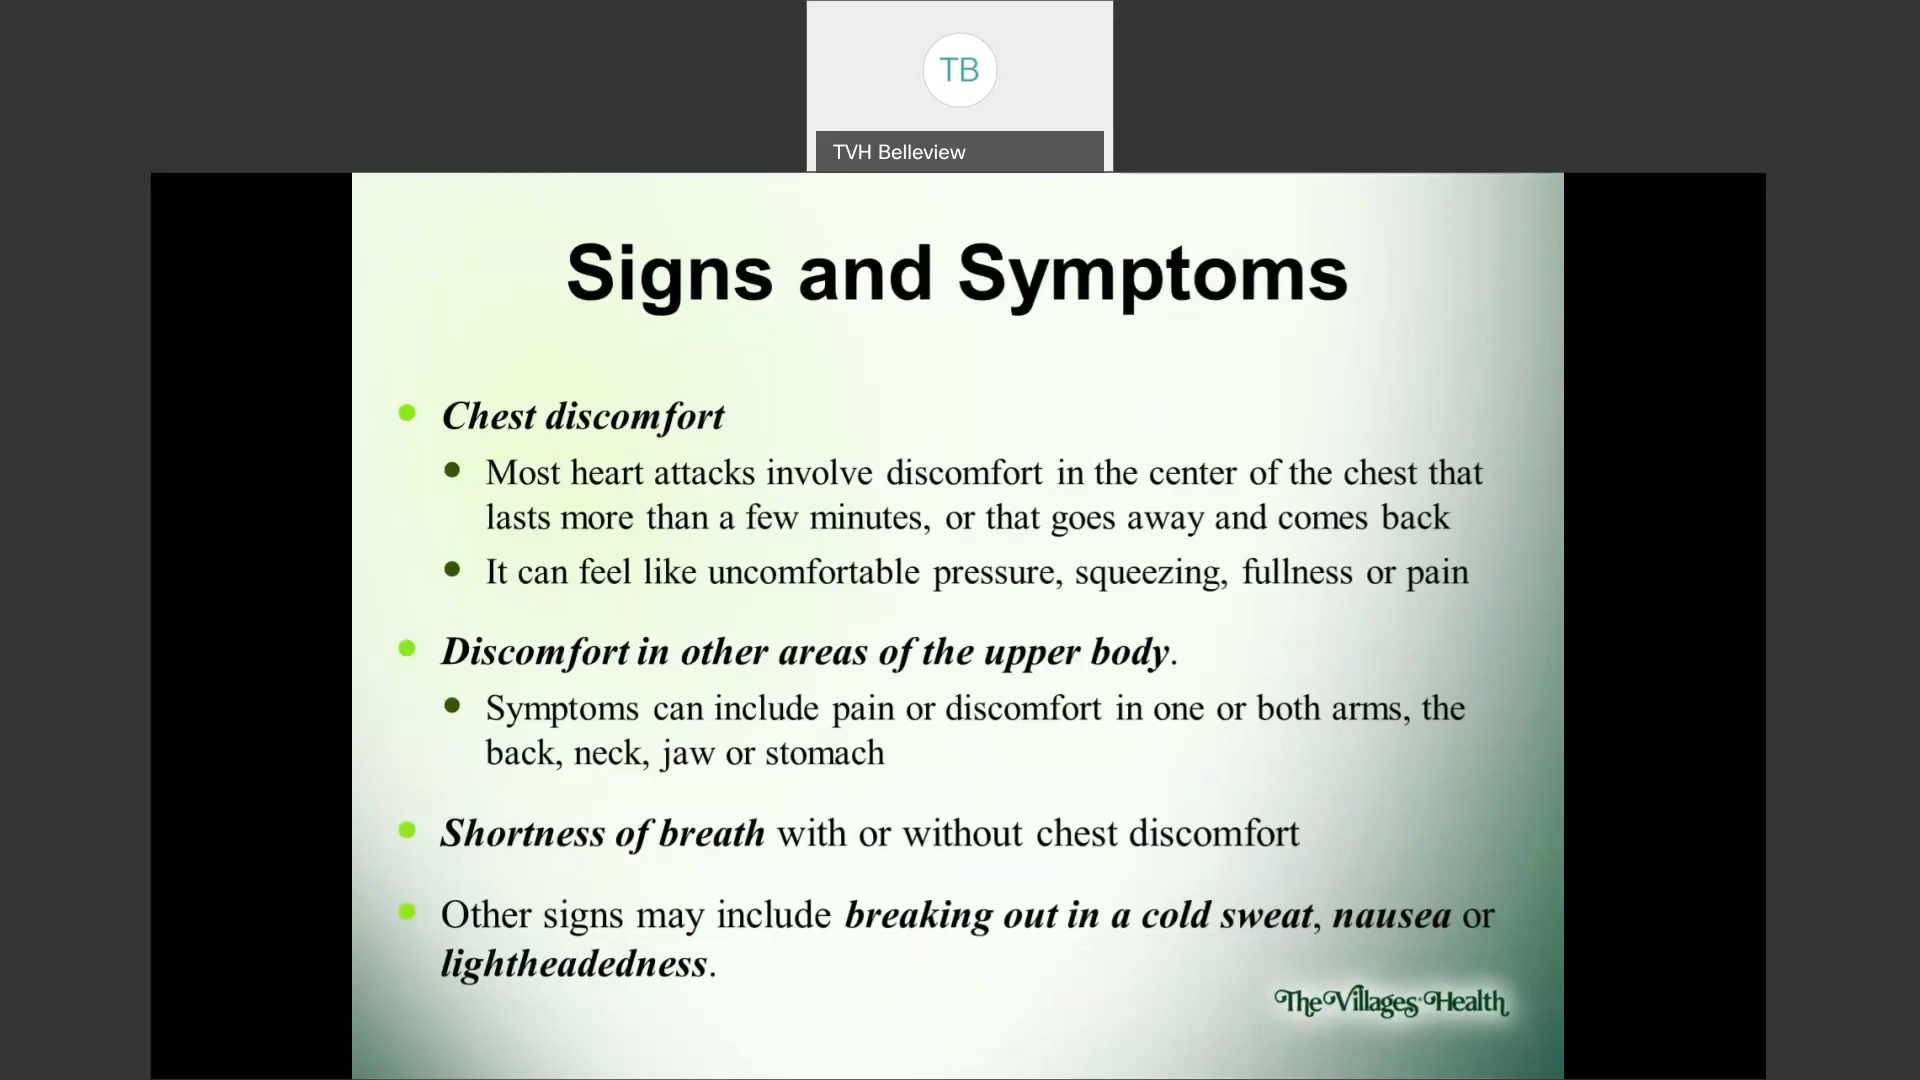 TB
TVH Belleview
Signs and Symptoms
Chest discomfort
Most heart attacks involve discomfort in the center of the chest that
lasts more than a few minutes, or that goes away and comes back
It can feel like uncomfortable pressure, squeezing, fullness or pain
Discomfort in other areas of the upper body.
Symptoms can include pain or discomfort in one or both arms, the
back, neck, jaw or stomach
Shortness of breath with or without chest discomfort
Other signs may include breaking out in a cold sweat, nausea or
lightheadedness.
The Villages Health